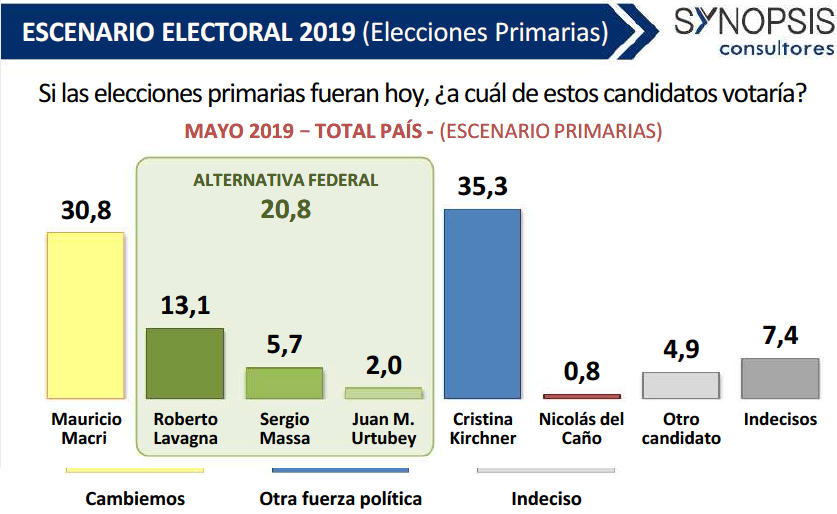 ESCENARIO ELECTORAL 2019 (Elecciones Primarias)
SYNOPSIS
consultores
Si las elecciones primarias fueran hoy, ¿a cuál de estos candidatos votaría?
MAYO 2019 – TOTAL PAÍS - (ESCENARIO PRIMARIAS)
ALTERNATIVA FEDERAL
20,8
30,8
13,1
5,7
2,0
35,3
0,8
4,9
7,4
Mauricio
Macri
Roberto
Lavagna
Sergio
Massa
Juan M.
Urtubey
Cristina
Kirchner
Nicolás del
Caño
Otro
candidato
Indecisos
Cambiemos
Otra fuerza política
Indeciso